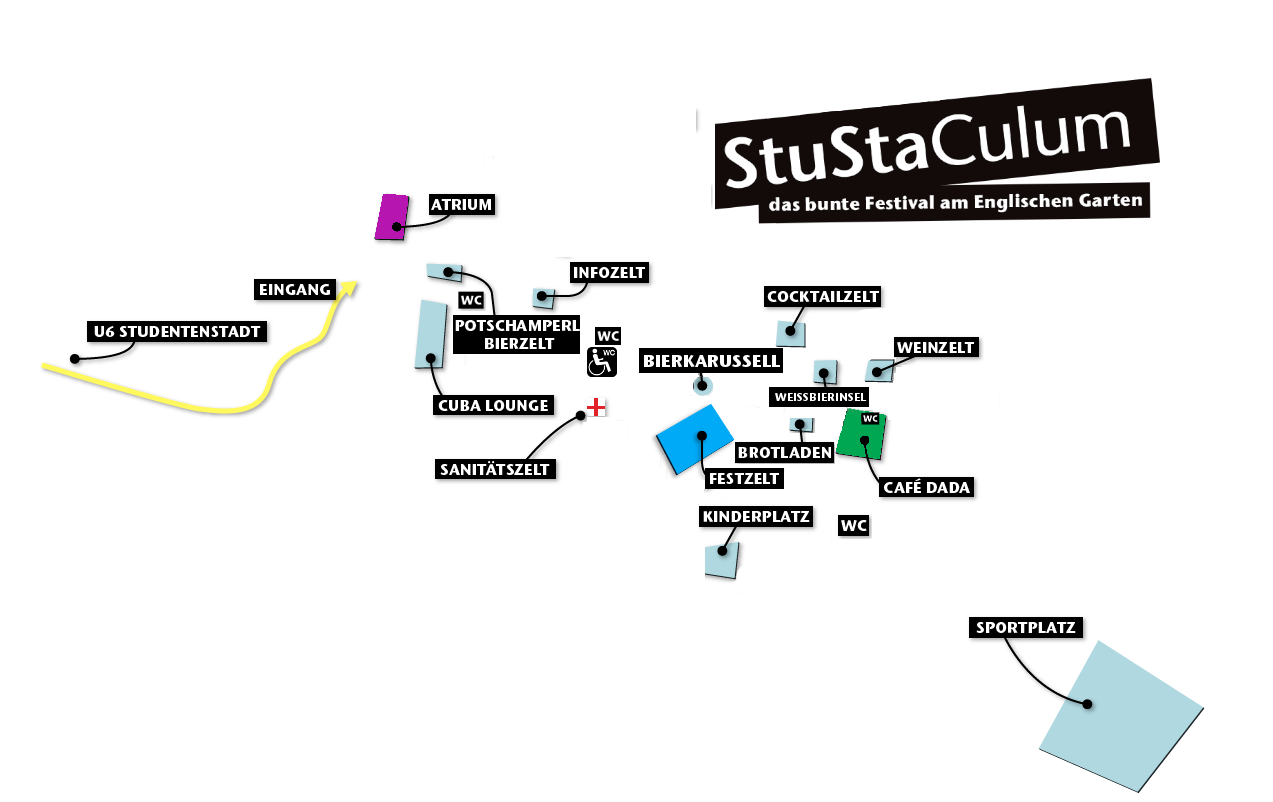 StuStaCulum
das bunte Festival am Englischen Garten
ATRIUM
INFOZELT
EINGANG
WC
COCKTAILZELT
U6 STUDENTENSTADT
POTSCHAMPERL
BIERZELT
WC
WC
BIERKARUSSELL
WEINZELT
WEISSBIERINSEL
CUBA LOUNGE
WC
BROTLADEN
SANITÄTSZELT
FESTZELT
CAFÉ DADA
KINDERPLATZ
WC
SPORTPLATZ